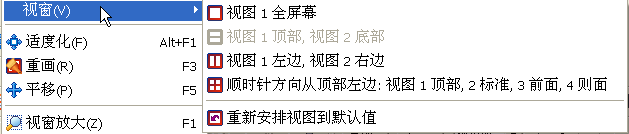 视窗(V)
适度化(F) Alt+F1
重画(R) F3
平移(P) F5
视窗放大(Z) F1
视图 1 全屏幕
视图 1 顶部, 视图 2 底部
视图 1 左边, 视图 2 右边
顺时针方向从顶部左边: 视图 1 顶部, 2 标准, 3 前面, 4 则面
重新安排视图到默值